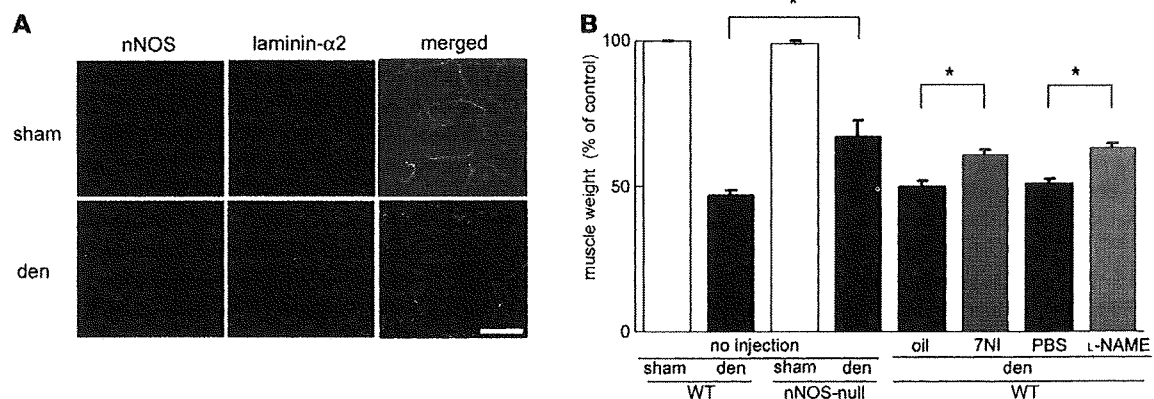 A
nNOS laminin-α2 merged
sham
den
B
*
* *
muscle weight (% of control)
100
50
0
no injection oil 7NI PBS L-NAME
sham den sham den den
WT nNOS-null WT